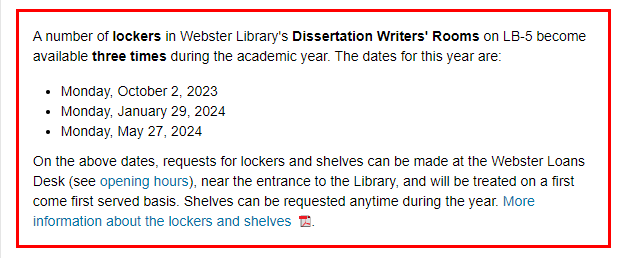 A number of lockers in Webster Library's Dissertation Writers' Rooms on LB-5 become
available three times during the academic year. The dates for this year are:
• Monday, October 2, 2023
• Monday, January 29, 2024
• Monday, May 27, 2024
On the above dates, requests for lockers and shelves can be made at the Webster Loans
Desk (see opening hours), near the entrance to the Library, and will be treated on a first
come first served basis. Shelves can be requested anytime during the year. More
information about the lockers and shelves .